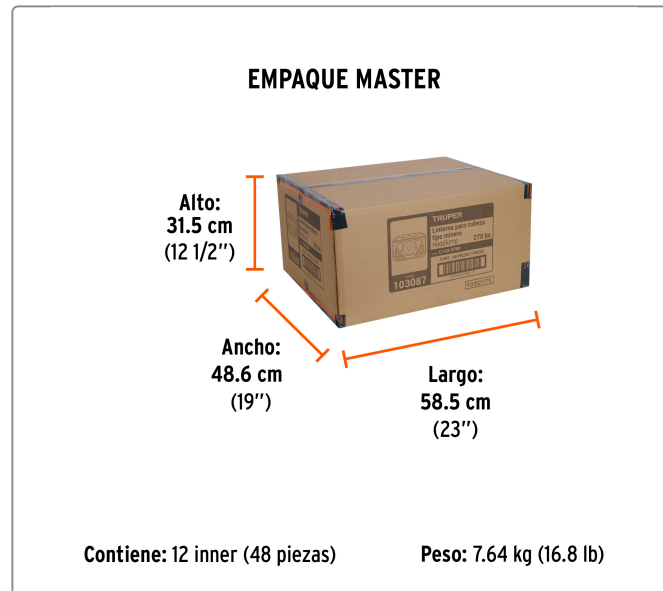 EMPAQUE MASTER
Alto:
31.5 cm
(12 1/2’’)
TRUPER
Linterna para cabeza
tipo minero
Headlamp
270 lm
103087
Ancho:
48.6 cm
(19’’)
Largo:
58.5 cm
(23’’)
Contiene: 12 inner (48 piezas)
Peso: 7.64 kg (16.8 lb)